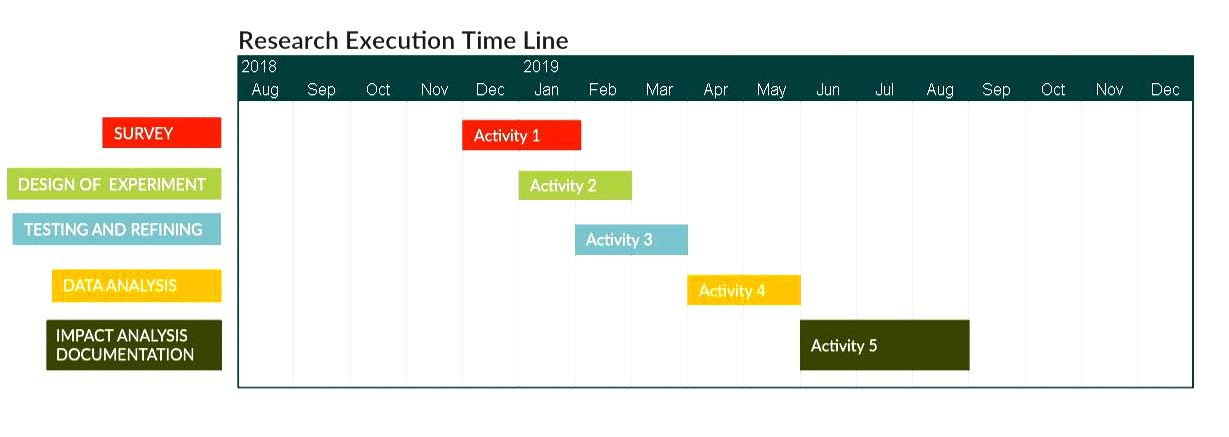 Research Execution Time Line
2018 2019
Aug Sep Oct Nov Dec Jan Feb Mar Apr May Jun Jul Aug Sep Oct Nov Dec
SURVEY Activity 1
DESIGN OF EXPERIMENT Activity 2
TESTING AND REFINING Activity 3
DATA ANALYSIS Activity 4
IMPACT ANALYSIS
DOCUMENTATION
Activity 5